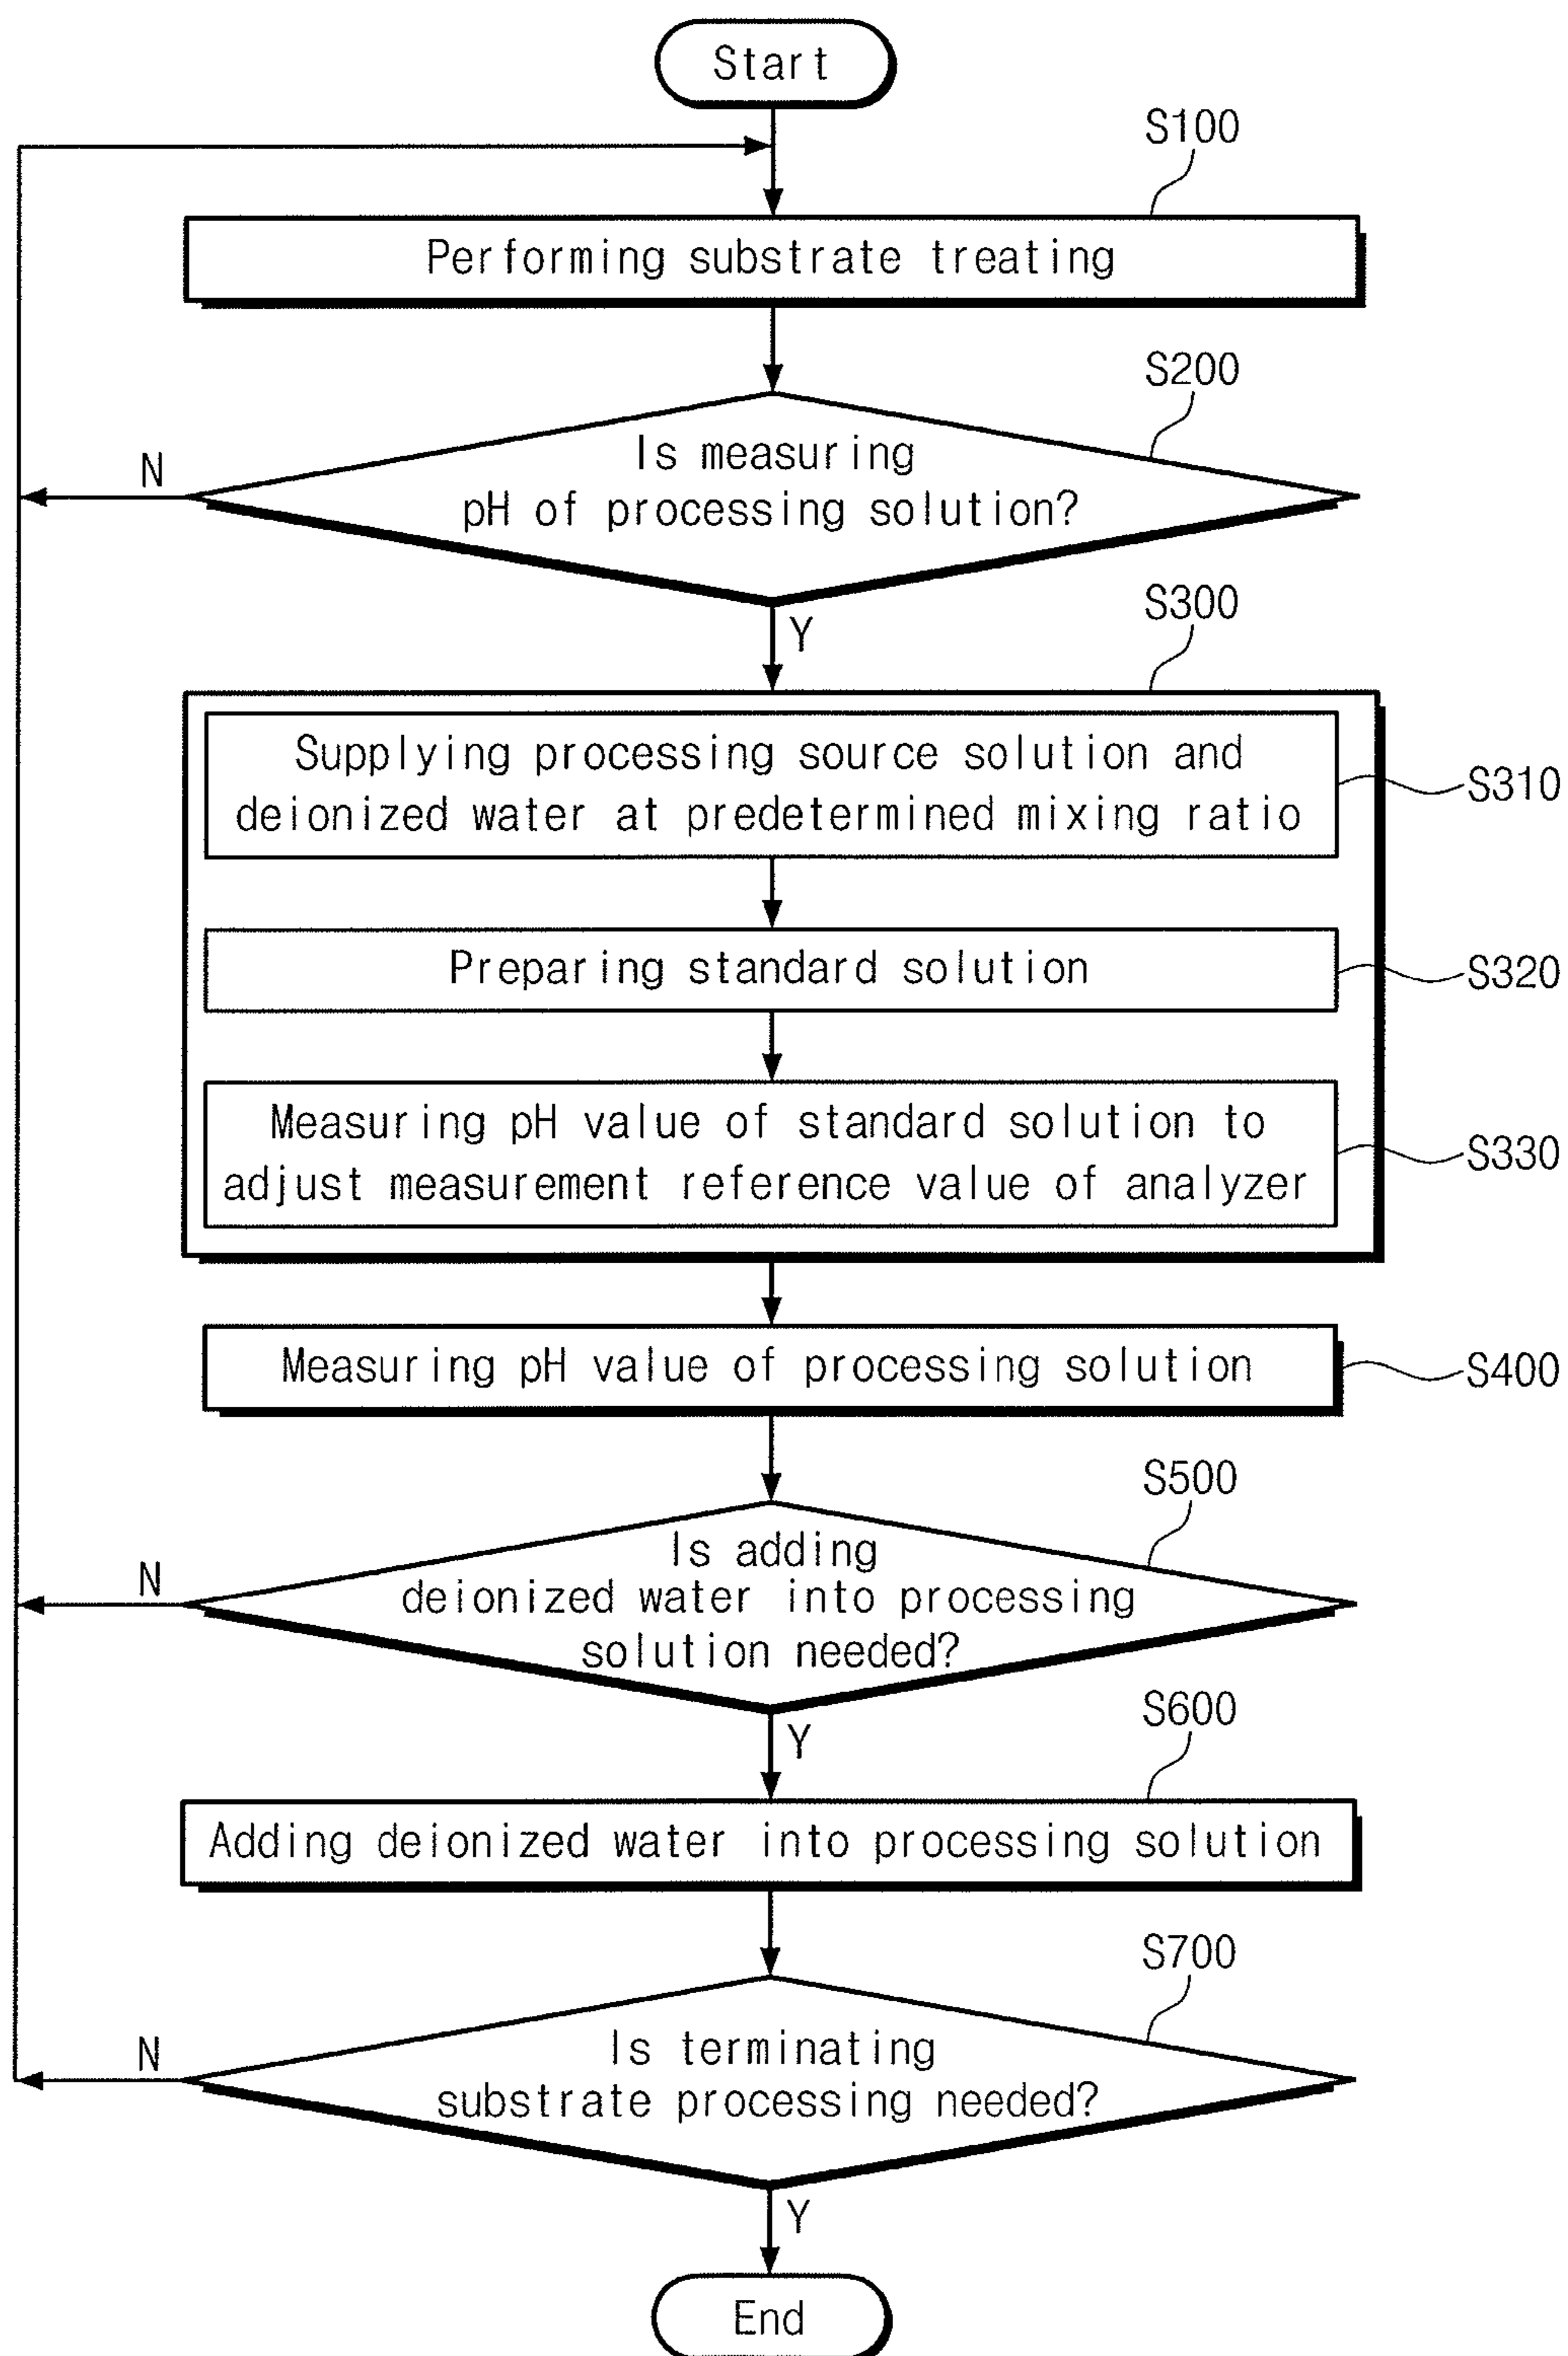 Start
S100
Performing substrate treating
S200
Is measuring
pH of processing solution?
N
Y
S300
Supplying processing source solution and
deionized water at predetermined mixing ratio
S310
Preparing standard solution
S320
Measuring pH value of standard solution to
adjust measurement reference value of analyzer
S330
Measuring pH value of processing solution
S400
S500
Is adding
deionized water into processing
solution needed?
N
Y
S600
Adding deionized water into processing solution
S700
Is terminating
substrate processing needed?
N
Y
End